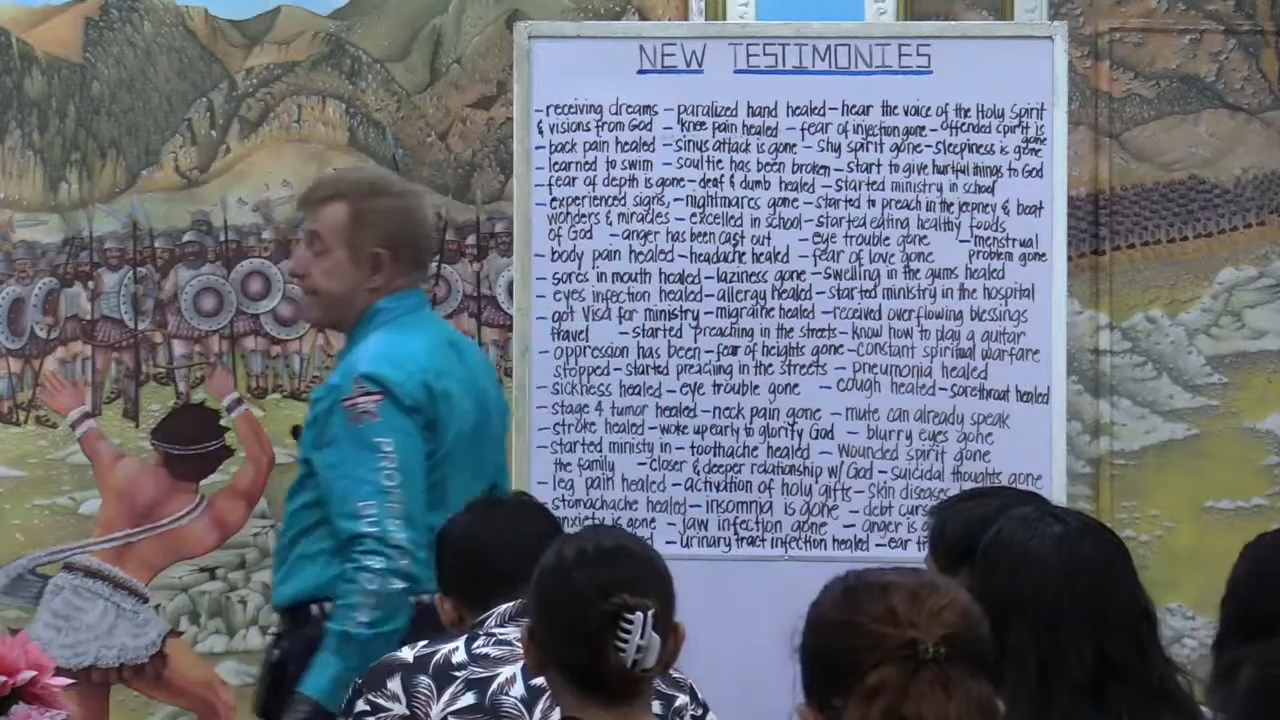 NEW TESTIMONIES
-receiving dreams -paralized hand healed-hear the voice of the Holy Spirit
& visions from God -knee pain healed -fear of injection gone-offended spirit is gone
-back pain healed -sinus attack is gone -shy spirit gone-sleepiness is gone
-learned to swim -soul tie has been broken -start to give hurtful things to God
-fear of depth is gone-deaf & dumb healed -started ministry in school
-experienced signs, -nightmares gone -started to preach in the jeepney & boat
wonders & miracles -excelled in school-started eating healthy foods
of God -anger has been cast out -eye trouble gone -menstrual problem gone
-body pain healed -headache healed -fear of love gone
-sores in mouth healed-laziness gone -swelling in the gums healed
-eyes infection healed-allergy healed-started ministry in the hospital
-got Visa for ministry -migraine healed -received overflowing blessings
travel -started preaching in the streets-know how to play a guitar
-oppression has been -fear of heights gone-constant spiritual warfare
stopped-started preaching in the streets -pneumonia healed
-sickness healed-eye trouble gone -cough healed-sorethroat healed
-stage 4 tumor healed -neck pain gone -mute can already speak
-stroke healed-woke up early to glorify God -blurry eyes gone
-started ministy in -toothache healed -wounded spirit gone
the family -closer & deeper relationship w/ God -suicidal thoughts gone
-leg pain healed -activation of holy gifts-skin diseases
-stomachache healed-insomnia is gone -debt
anxiety is gone -jaw infection gone -anger is
-urinary tract infection healed -ear